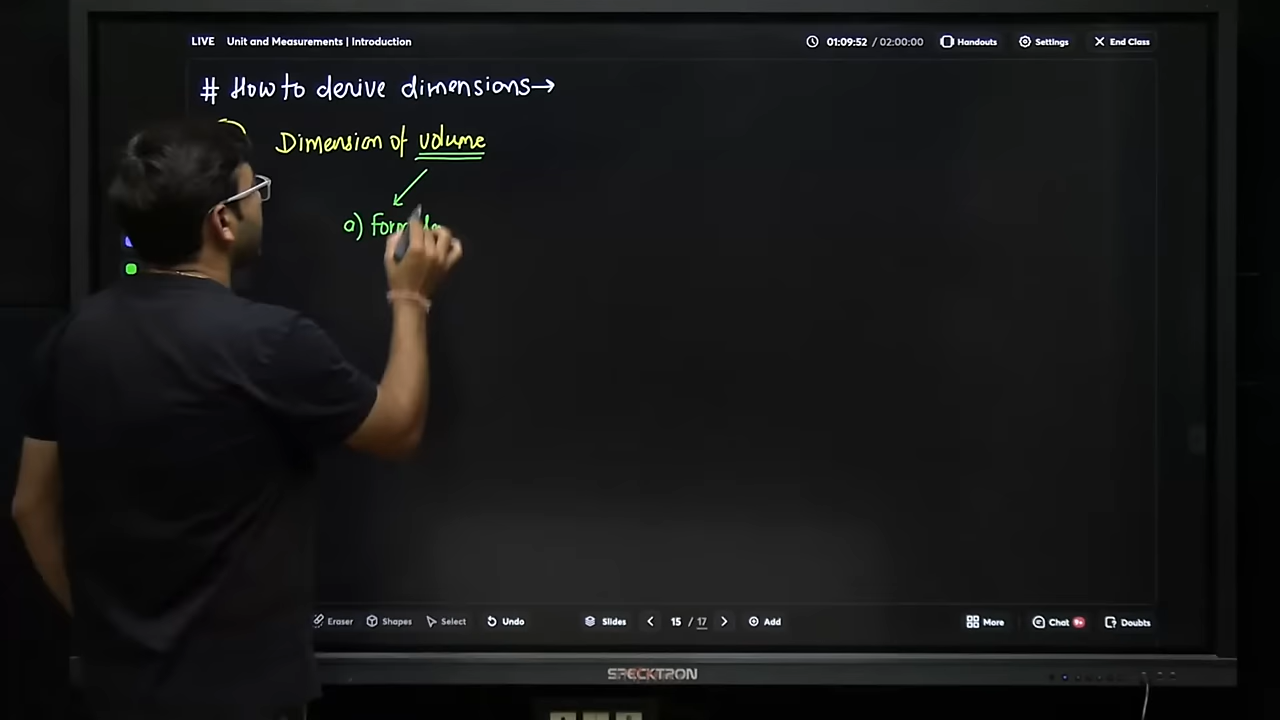 LIVE Unit and Measurements | Introduction 01:09:52 / 02:00:00 Handouts Settings End Class
# How to derive dimensions→
Dimension of volume
a)
Eraser Shapes Select Undo Slides 15 / 17 Add More Chat 9+ Doubts
SPECKTRON